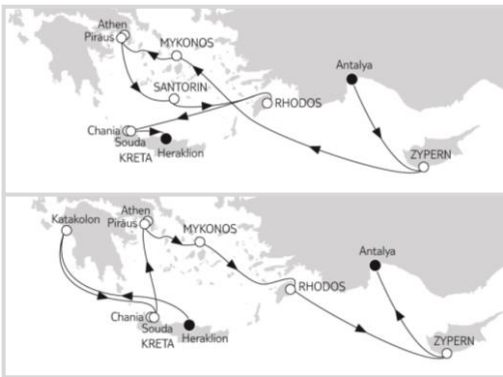 Athen
Piräus
MYKONOS
Antalya
SANTORIN
RHODOS
Chania
Souda
Heraklion
KRETA
ZYPERN
Katakolon
Athen
Piräus
MYKONOS
Antalya
RHODOS
Chania
Souda
Heraklion
KRETA
ZYPERN